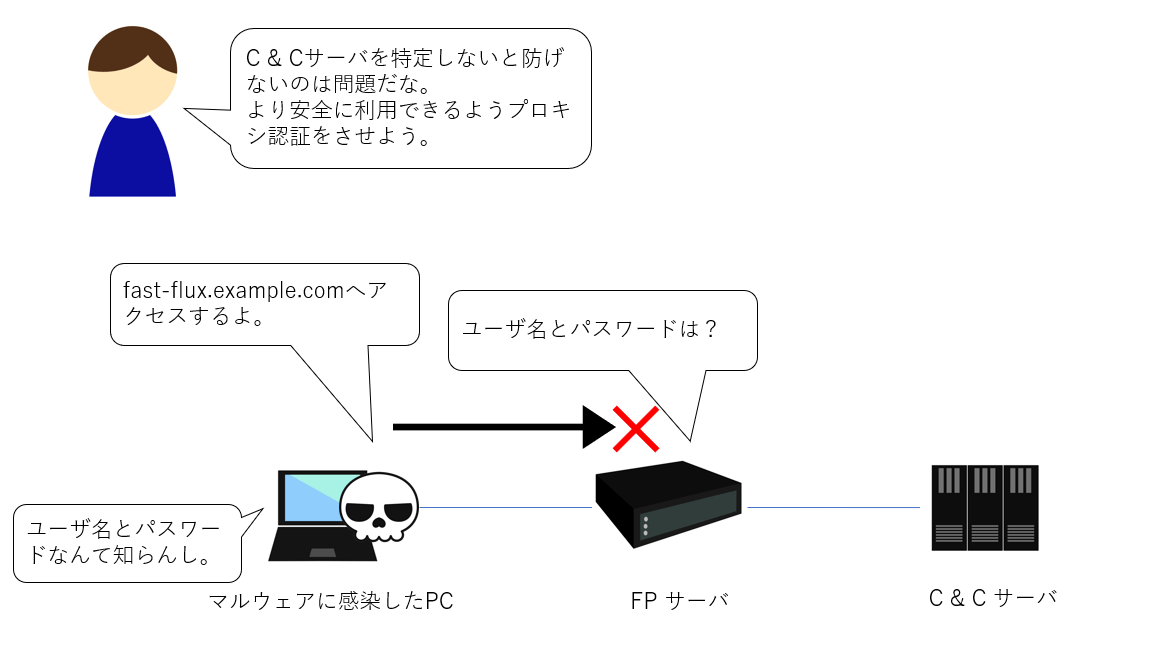 C & Cサーバを特定しないと防げ
ないのは問題だな。
より安全に利用できるようプロキ
シ認証をさせよう。
fast-flux.example.comへア
クセスするよ。
ユーザ名とパスワードは？
ユーザ名とパスワー
ドなんて知らんし。
マルウェアに感染したPC
FP サーバ
C & C サーバ